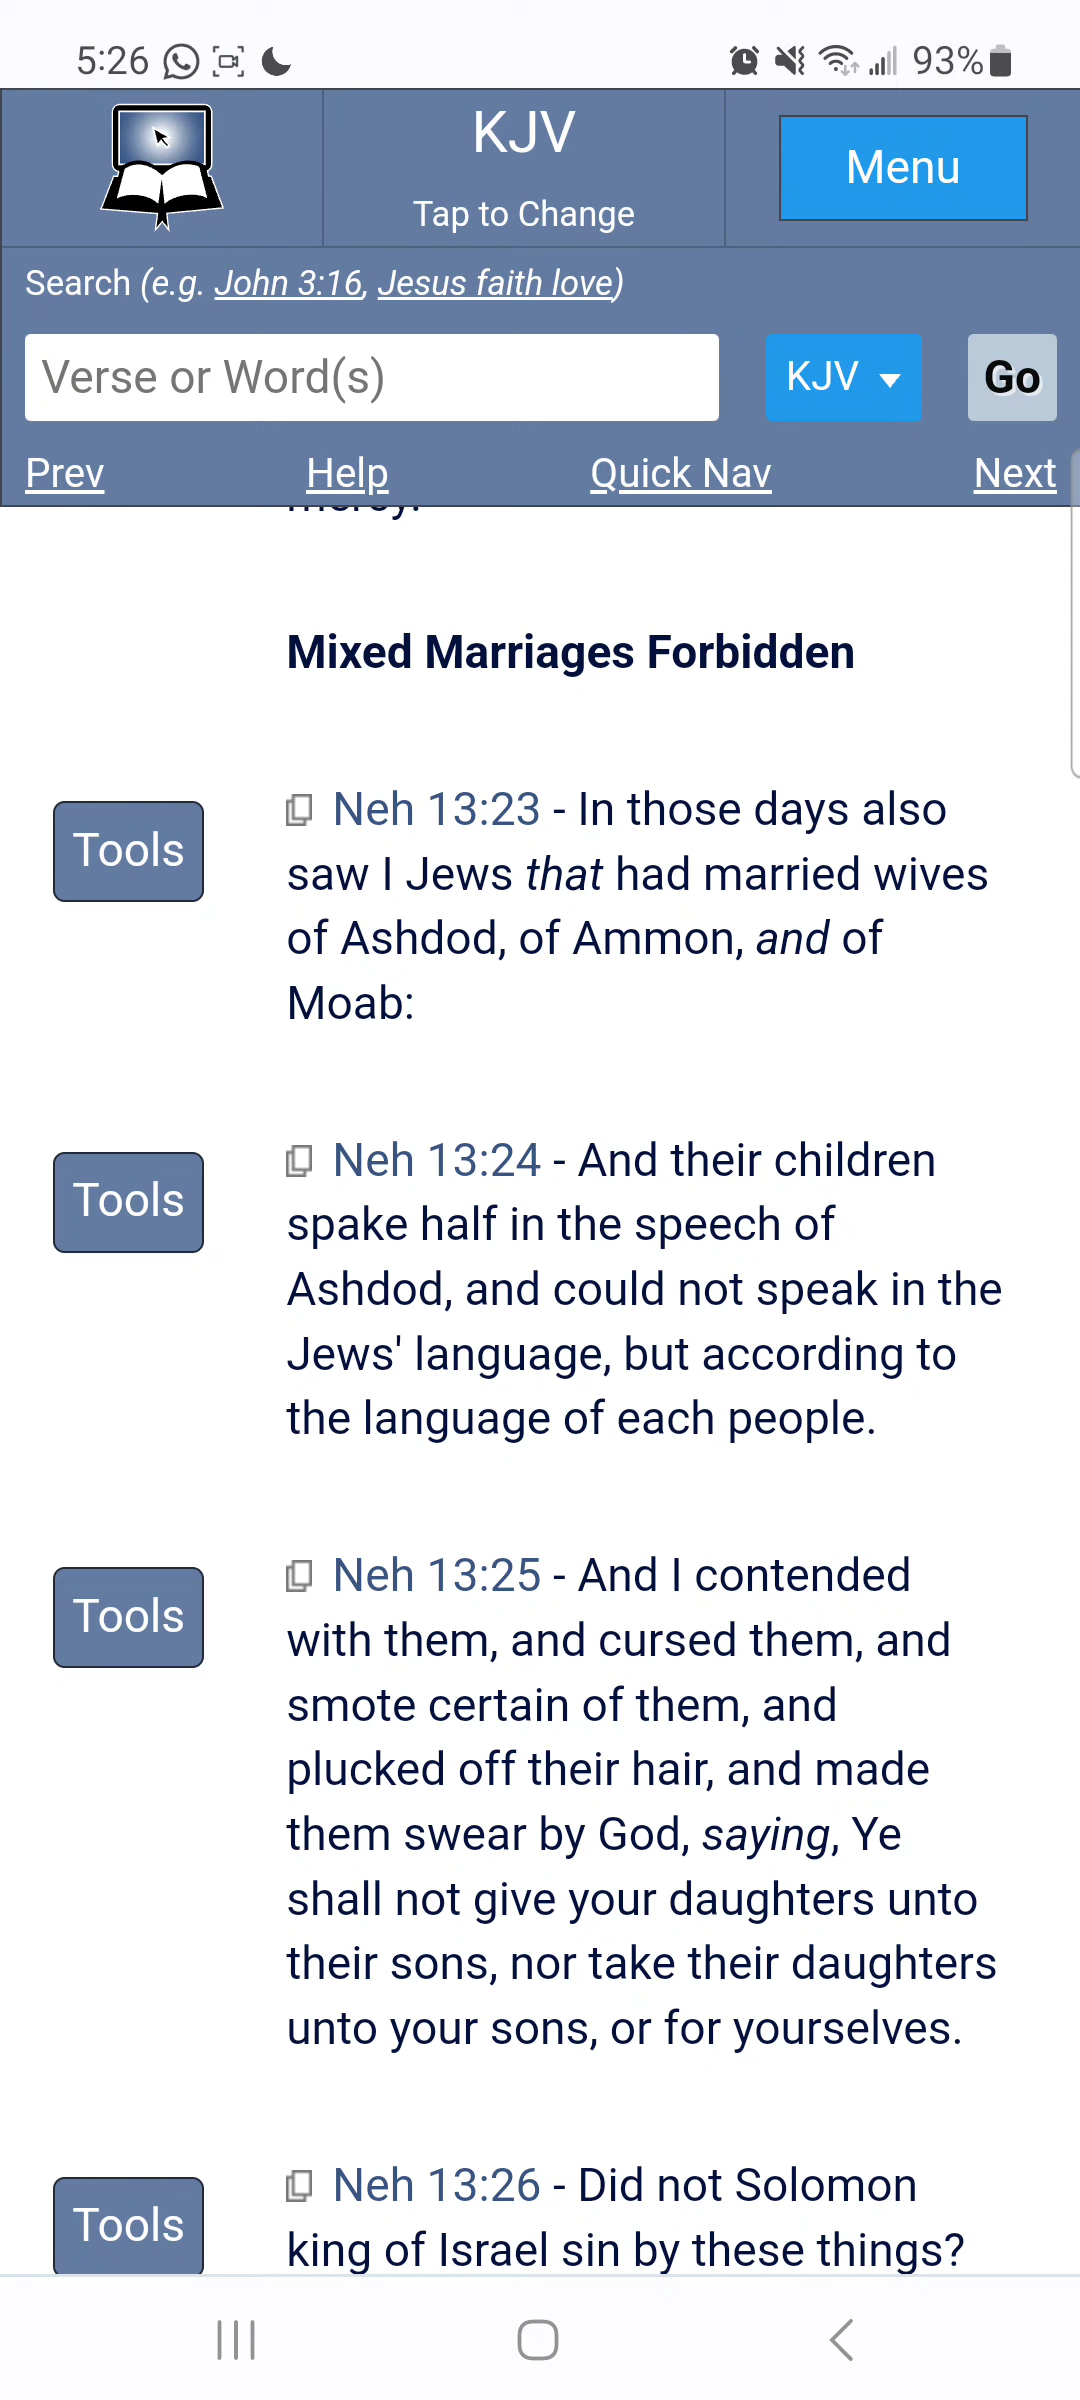 5:26 93%
KJV
Tap to Change
Menu
Search (e.g. John 3:16, Jesus faith love)
Verse or Word(s) KJV Go
Prev Help Quick Nav Next
mercy.
Mixed Marriages Forbidden
Tools
Neh 13:23 - In those days also
saw I Jews that had married wives
of Ashdod, of Ammon, and of
Moab:
Tools
Neh 13:24 - And their children
spake half in the speech of
Ashdod, and could not speak in the
Jews' language, but according to
the language of each people.
Tools
Neh 13:25 - And I contended
with them, and cursed them, and
smote certain of them, and
plucked off their hair, and made
them swear by God, saying, Ye
shall not give your daughters unto
their sons, nor take their daughters
unto your sons, or for yourselves.
Tools
Neh 13:26 - Did not Solomon
king of Israel sin by these things?